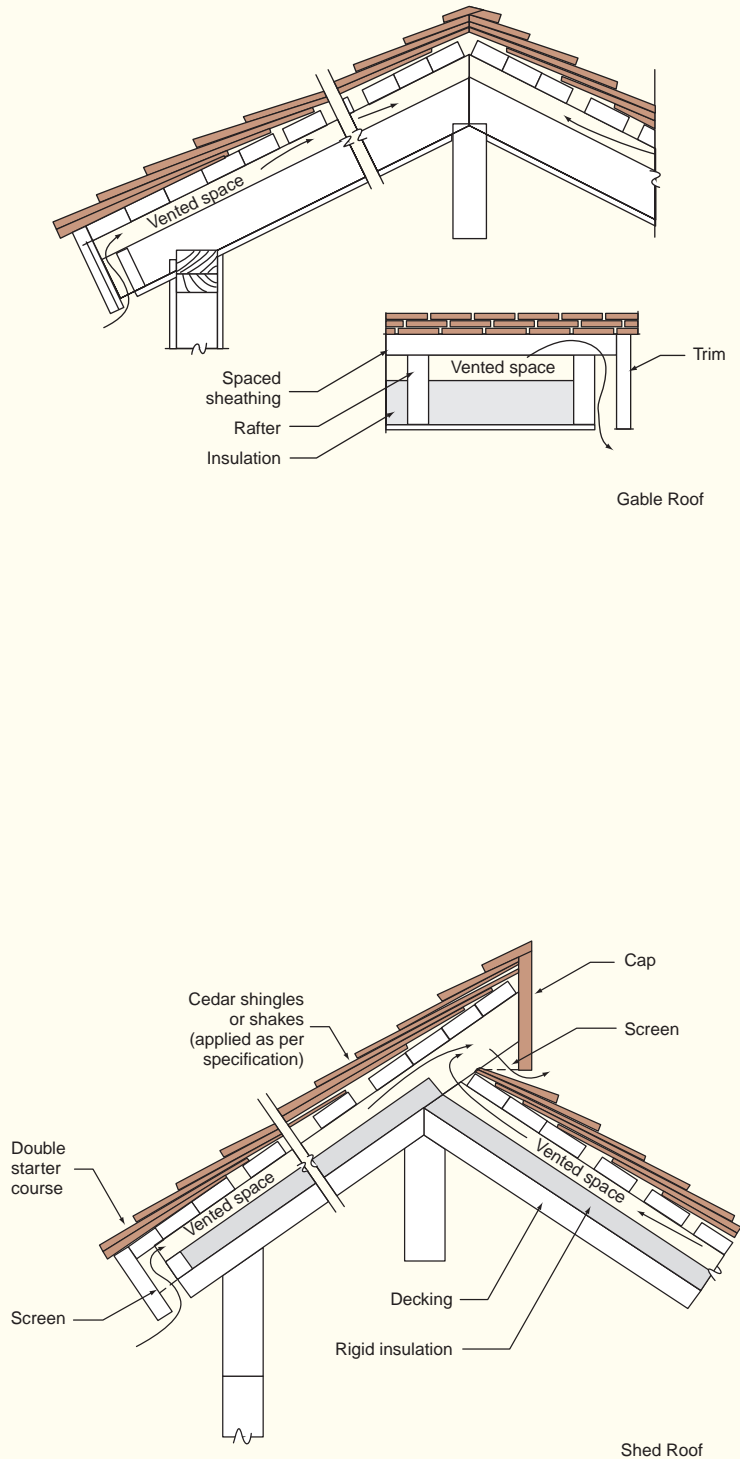 Vented space
Spaced
sheathing
Vented space
Trim
Rafter
Insulation
Gable Roof
Cap
Cedar shingles
or shakes
(applied as per
specification)
Screen
Double
starter
course
Vented space
Vented space
Screen
Decking
Rigid insulation
Shed Roof